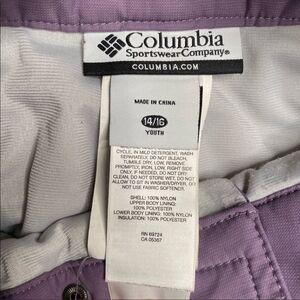 Columbia
Sportswear Company®
COLUMBIA.COM
MADE IN CHINA
14/16
YOUTH
CYCLE, IN MILD DETERGENT, WASH
SEPARATELY, DO NOT BLEACH,
TUMBLE DRY, LOW, REMOVE
PROMPTLY, IRON, LOW, RIGHT SIDE
ONLY, IF NEEDED, DO NOT DRY
CLEAN, DO NOT STORE WET, DO NOT
ALLOW TO SIT IN WASHER/DRYER, DO
NOT USE FABRIC SOFTENER.
SHELL: 100% NYLON
UPPER BODY LINING:
100% POLYESTER
LOWER BODY LINING: 100% NYLON
INSULATION: 100% POLYESTER
RN 69724
CA 05367